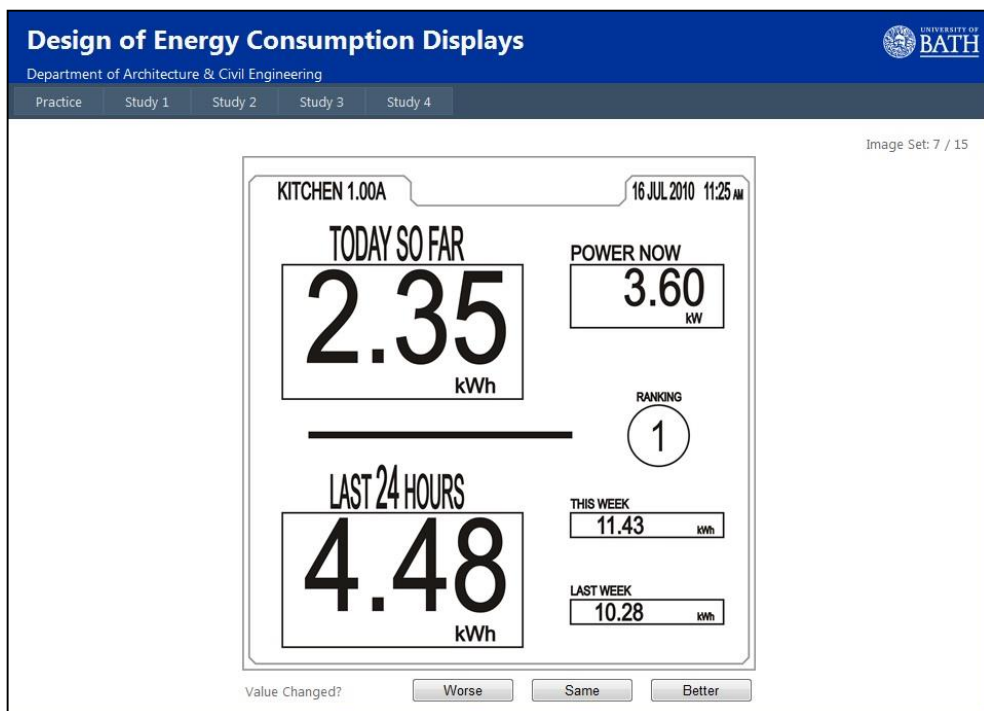 Design of Energy Consumption Displays
UNIVERSITY OF
BATH
Department of Architecture & Civil Engineering
Practice Study 1 Study 2 Study 3 Study 4
Image Set: 7 / 15
KITCHEN 1.00A
16 JUL 2010 11:25 AM
TODAY SO FAR
2.35
kWh
POWER NOW
3.60
kW
RANKING
1
LAST 24 HOURS
4.48
kWh
THIS WEEK
11.43 kWh
LAST WEEK
10.28 kWh
Value Changed? Worse Same Better